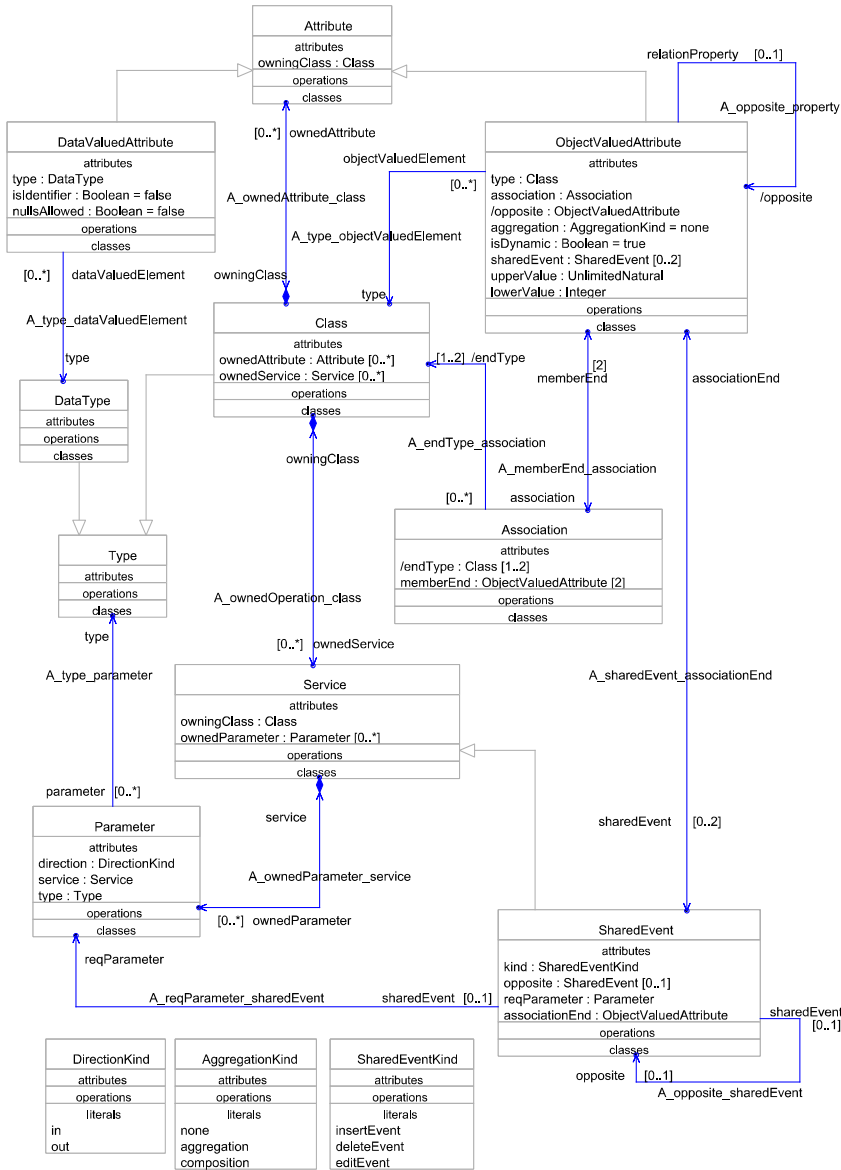 Attribute
attributes
owningClass : Class
operations
classes
relationProperty [0..1]
A_opposite_property
/opposite
DataValuedAttribute
attributes
type : DataType
isIdentifier : Boolean = false
nullsAllowed : Boolean = false
operations
classes
[0..*] ownedAttribute
A_ownedAttribute_class
owningClass
objectValuedElement
[0..*]
A_type_objectValuedElement
type
ObjectValuedAttribute
attributes
type : Class
association : Association
/opposite : ObjectValuedAttribute
aggregation : AggregationKind = none
isDynamic : Boolean = true
sharedEvent : SharedEvent [0..2]
upperValue : UnlimitedNatural
lowerValue : Integer
operations
classes
[0..*] dataValuedElement
A_type_dataValuedElement
type
DataType
attributes
operations
classes
Class
attributes
ownedAttribute : Attribute [0..*]
ownedService : Service [0..*]
operations
classes
[1..2] /endType
A_endType_association
[0..*]
[2]
memberEnd
A_memberEnd_association
association
associationEnd
A_sharedEvent_associationEnd
sharedEvent [0..2]
Association
attributes
/endType : Class [1..2]
memberEnd : ObjectValuedAttribute [2]
operations
classes
Type
attributes
operations
classes
type
A_type_parameter
parameter [0..*]
owningClass
A_ownedOperation_class
[0..*] ownedService
Service
attributes
owningClass : Class
ownedParameter : Parameter [0..*]
operations
classes
service
A_ownedParameter_service
[0..*] ownedParameter
Parameter
attributes
direction : DirectionKind
service : Service
type : Type
operations
classes
reqParameter
A_reqParameter_sharedEvent
sharedEvent [0..1]
SharedEvent
attributes
kind : SharedEventKind
opposite : SharedEvent [0..1]
reqParameter : Parameter
associationEnd : ObjectValuedAttribute
operations
classes
sharedEvent
[0..1]
opposite [0..1]
A_opposite_sharedEvent
DirectionKind
attributes
operations
literals
in
out
AggregationKind
attributes
operations
literals
none
aggregation
composition
SharedEventKind
attributes
operations
literals
insertEvent
deleteEvent
editEvent